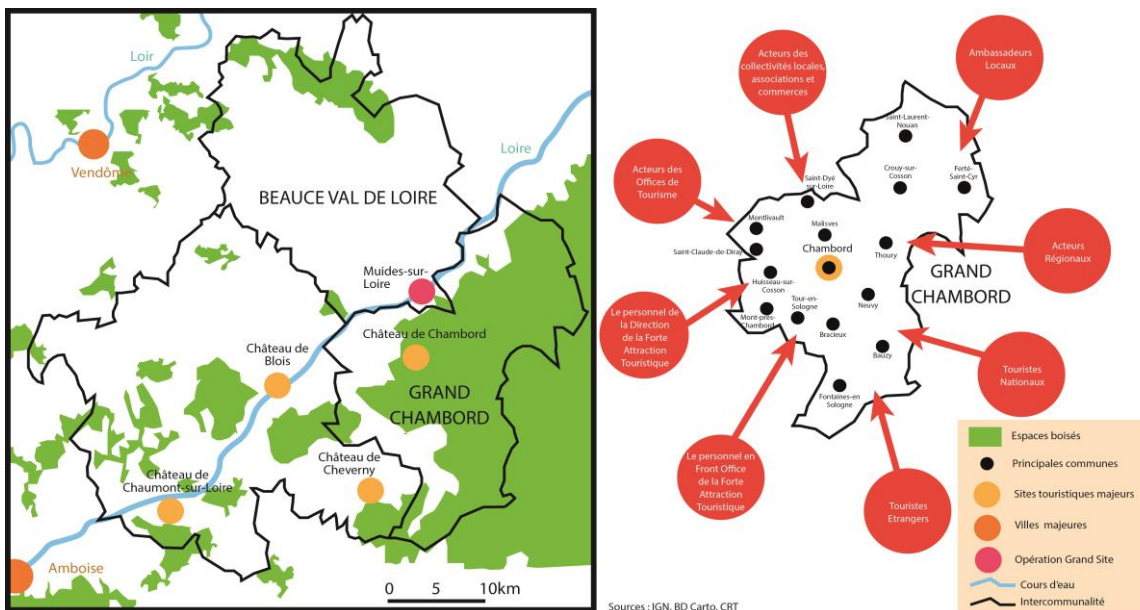 Loir
Vendôme
Loire
BEAUCE VAL DE LOIRE
Muides-sur-
Loire
Château de Chambord
Château de
Blois
GRAND
CHAMBORD
Château de
Cheverny
Château de
Chaumont-sur-Loire
Amboise
0 5 10km
Acteurs des
collectivités locales,
associations et
commerces
Ambassadeurs
Locaux
Acteurs des
Offices de
Tourisme
Acteurs
Régionaux
Le personnel
de la Direction
de la Forte
Attraction
Touristique
Touristes
Nationaux
Le personnel en
Front Office
de la Forte
Attraction
Touristique
Touristes
Etrangers
Saint-Laurent-
Nouan
Crouy-sur-
Cosson
Ferté-
Saint-Cyr
Saint-Dyé
sur-Loire
Montlivault
Malisves
Saint-Claude-de-Diray
Chambord
Thoury
GRAND
CHAMBORD
Huisseau-sur-
Cosson
Tour-en-
Sologne
Neuvy
Mont-près-
Chambord
Bracieux
Bauzy
Fontaines-en
Sologne
Espaces boisés
Principales communes
Sites touristiques majeurs
Villes majeures
Opération Grand Site
Cours d'eau
Intercommunalité
Sources : IGN, BD Carto, CRT